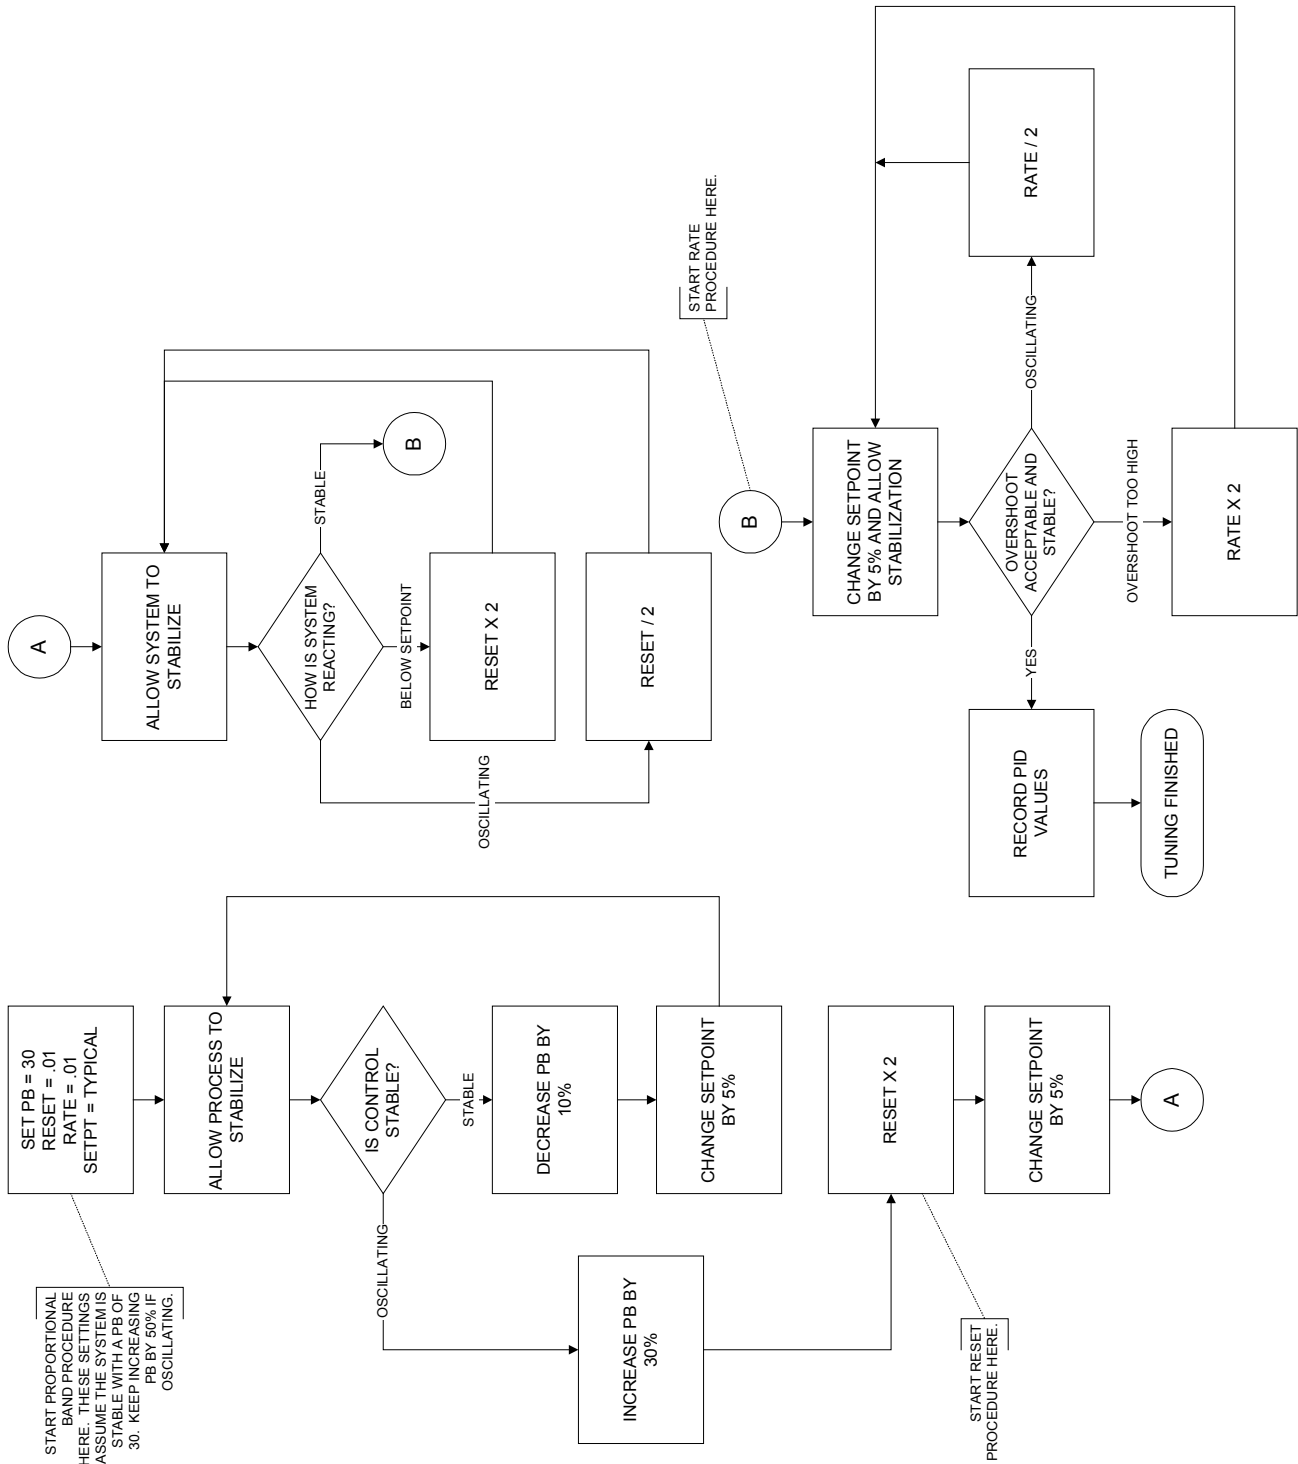 START PROPORTIONAL
BAND PROCEDURE
HERE. THESE SETTINGS
ASSUME THE SYSTEM IS
STABLE WITH A PB OF
30. KEEP INCREASING
PB BY 50% IF
OSCILLATING.
SET PB = 30
RESET = .01
RATE = .01
SETPT = TYPICAL
ALLOW PROCESS TO
STABILIZE
IS CONTROL
STABLE?
OSCILLATING
STABLE
DECREASE PB BY
10%
CHANGE SETPOINT
BY 5%
INCREASE PB BY
30%
START RESET
PROCEDURE HERE.
RESET X 2
CHANGE SETPOINT
BY 5%
A
A
ALLOW SYSTEM TO
STABILIZE
HOW IS SYSTEM
REACTING?
STABLE
B
BELOW SETPOINT
RESET X 2
OSCILLATING
RESET / 2
START RATE
PROCEDURE HERE.
B
CHANGE SETPOINT
BY 5% AND ALLOW
STABILIZATION
OVERSHOOT
ACCEPTABLE AND
STABLE?
OSCILLATING
RATE / 2
OVERSHOOT TOO HIGH
RATE X 2
YES
RECORD PID
VALUES
TUNING FINISHED